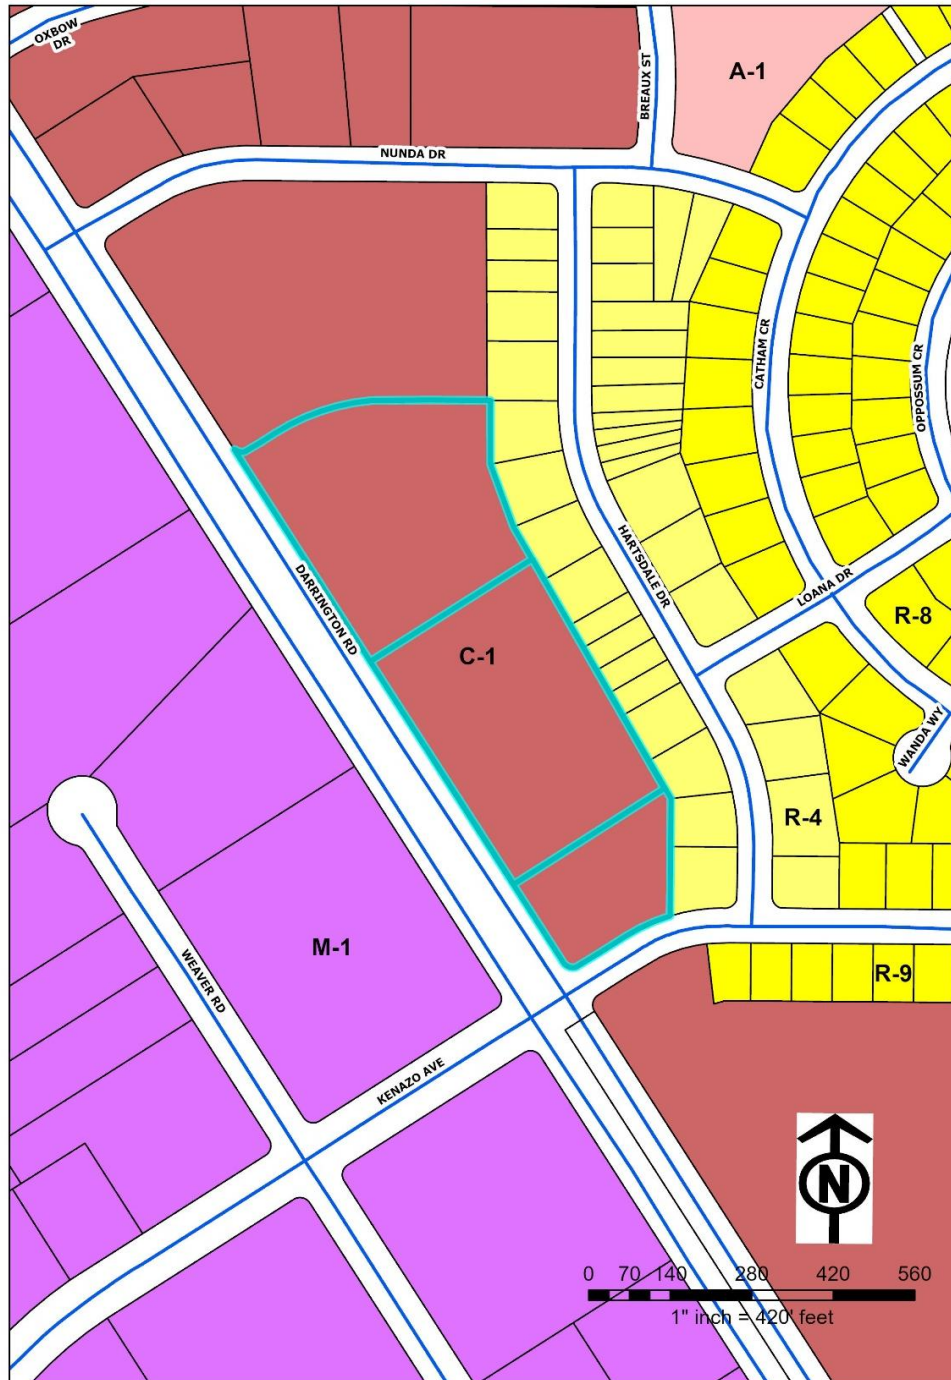 OXBOW
DR
BREAUX ST
A-1
NUNDA DR
CATHAM CR
OPPOSSUM CR
DARRINGTON RD
HARTSDALE DR
LOANA DR
R-8
C-1
WANDA WY
R-4
M-1
WEAVER RD
R-9
KENAZO AVE
N
0 70 140 280 420 560
1" inch = 420' feet